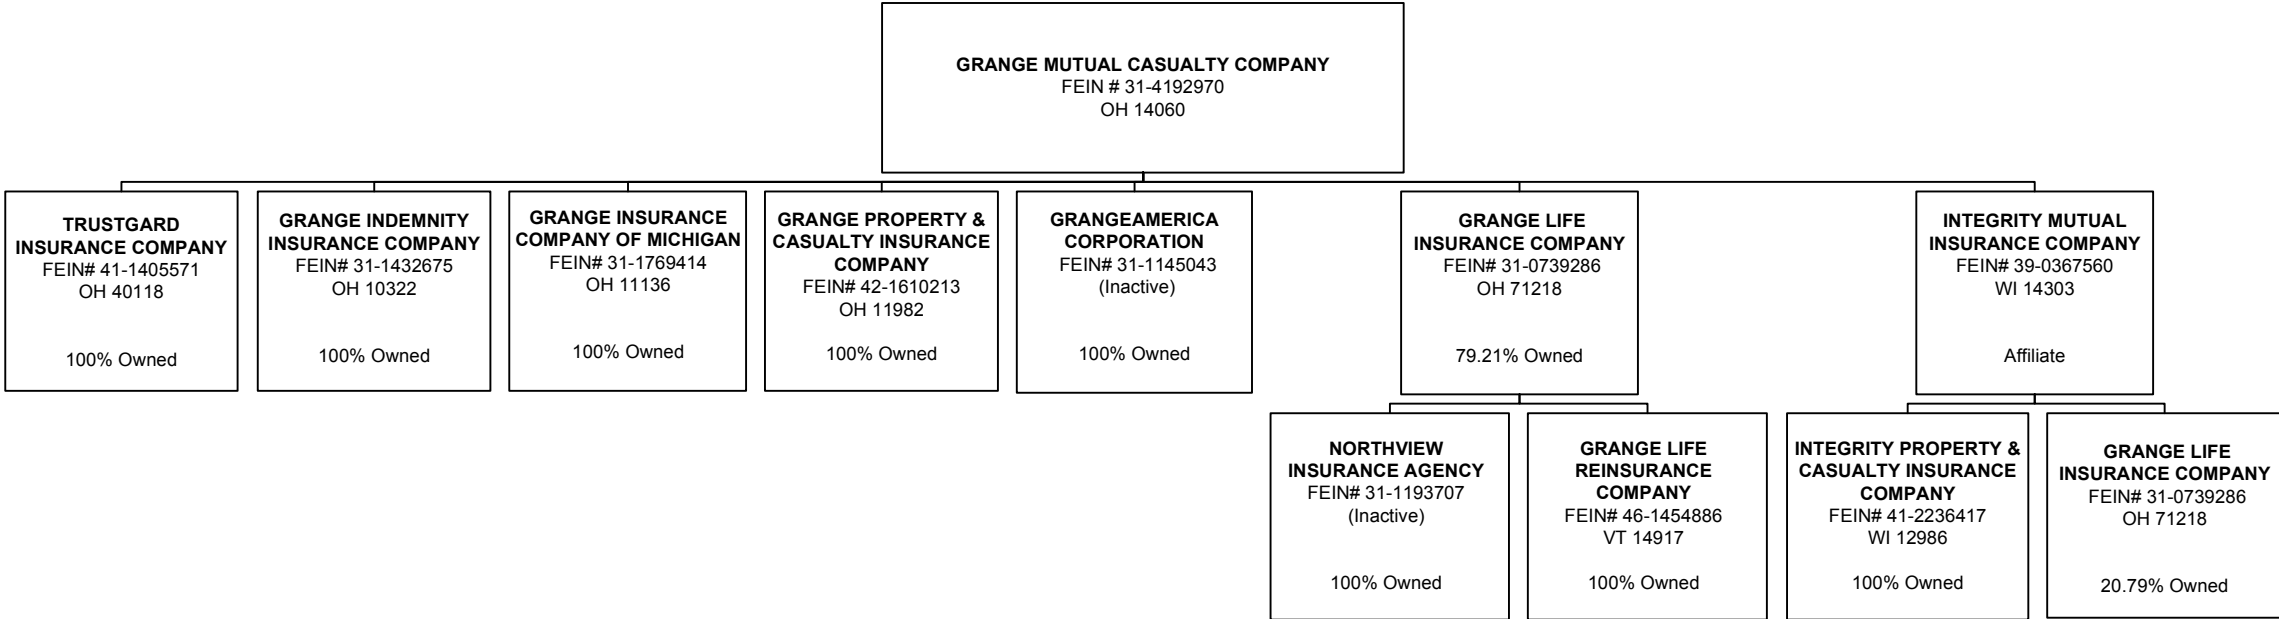 GRANGE MUTUAL CASUALTY COMPANY
FEIN # 31-4192970
OH 14060
TRUSTGARD
INSURANCE COMPANY
FEIN# 41-1405571
OH 40118
100% Owned
GRANGE INDEMNITY
INSURANCE COMPANY
FEIN# 31-1432675
OH 10322
100% Owned
GRANGE INSURANCE
COMPANY OF MICHIGAN
FEIN# 31-1769414
OH 11136
100% Owned
GRANGE PROPERTY &
CASUALTY INSURANCE
COMPANY
FEIN# 42-1610213
OH 11982
100% Owned
GRANGEAMERICA
CORPORATION
FEIN# 31-1145043
(Inactive)
100% Owned
GRANGE LIFE
INSURANCE COMPANY
FEIN# 31-0739286
OH 71218
79.21% Owned
INTEGRITY MUTUAL
INSURANCE COMPANY
FEIN# 39-0367560
WI 14303
Affiliate
NORTHVIEW
INSURANCE AGENCY
FEIN# 31-1193707
(Inactive)
100% Owned
GRANGE LIFE
REINSURANCE
COMPANY
FEIN# 46-1454886
VT 14917
100% Owned
INTEGRITY PROPERTY &
CASUALTY INSURANCE
COMPANY
FEIN# 41-2236417
WI 12986
100% Owned
GRANGE LIFE
INSURANCE COMPANY
FEIN# 31-0739286
OH 71218
20.79% Owned